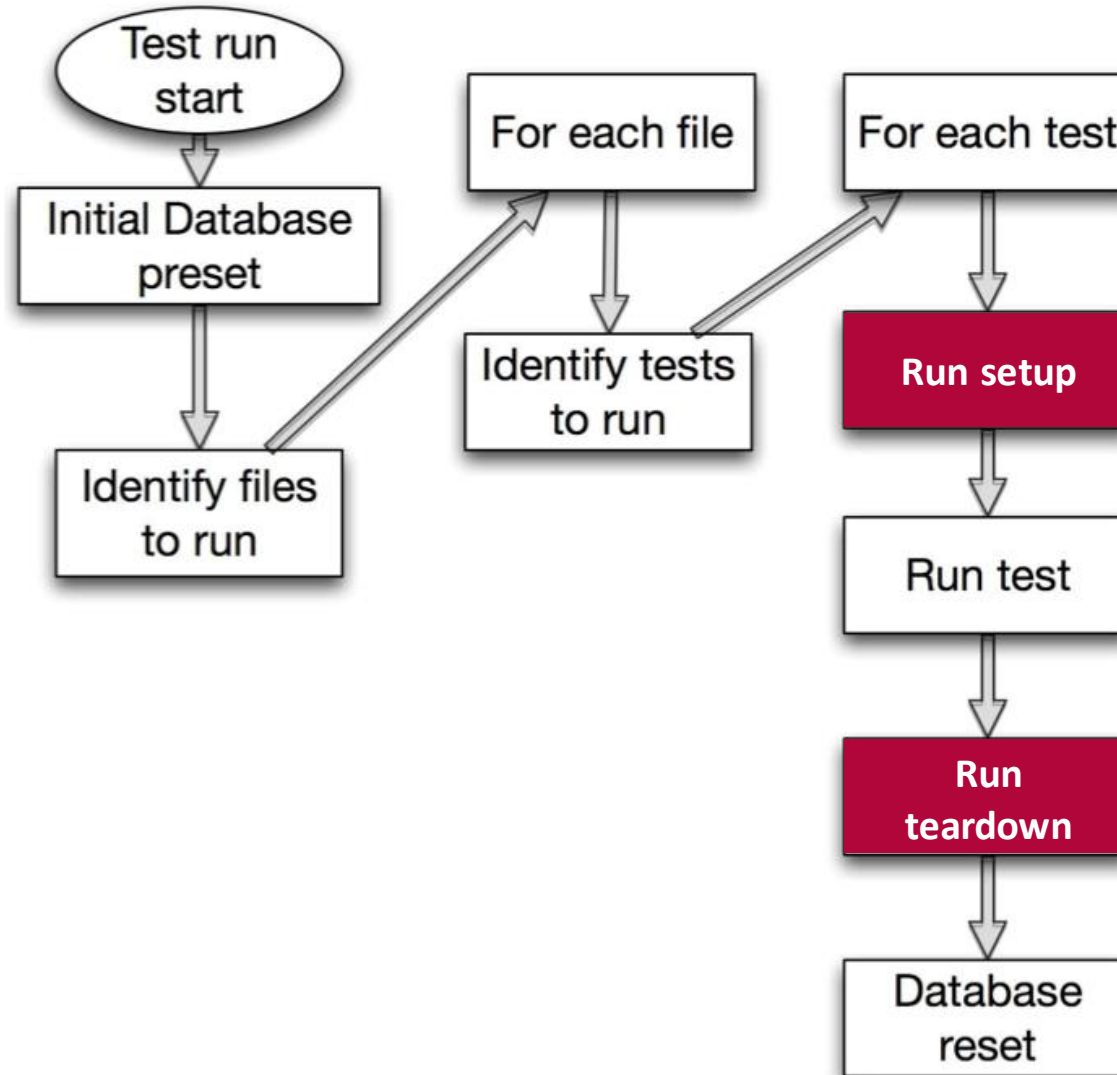 Test run
start
Initial Database
preset
Identify files
to run
For each file
Identify tests
to run
For each test
Run setup
Run test
Run
teardown
Database
reset